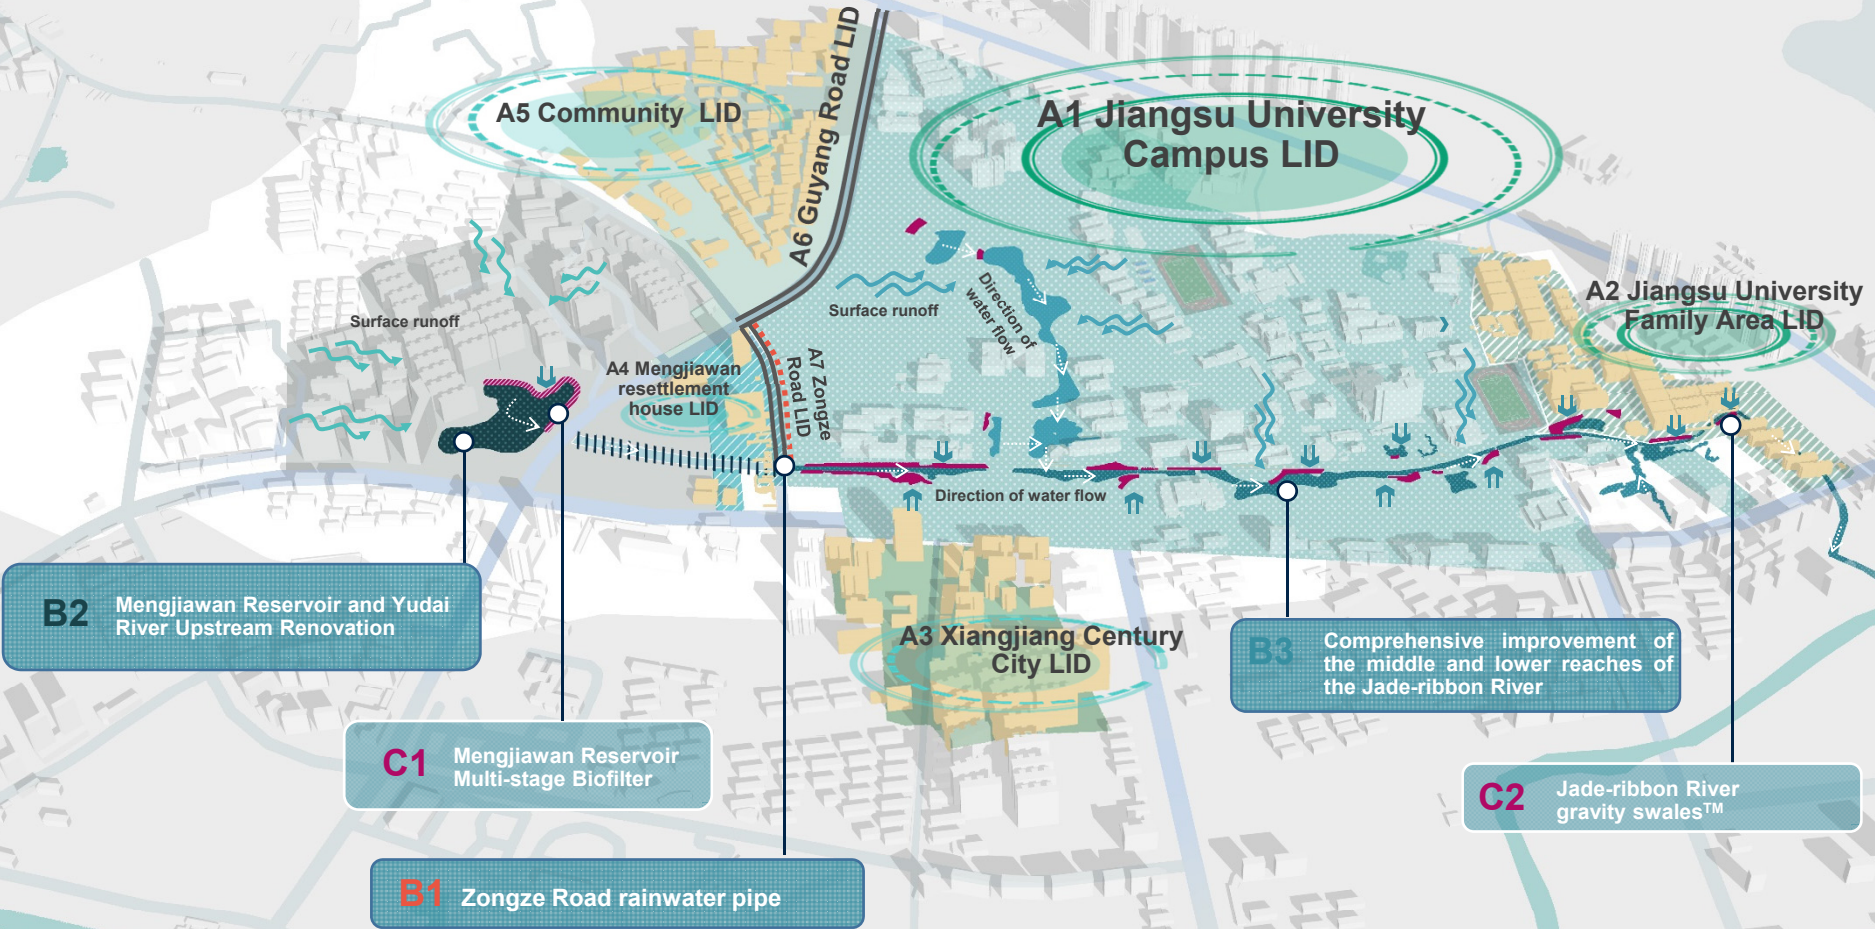 A5 Community LID
A6 Guyang Road LID
A1 Jiangsu University
Campus LID
A2 Jiangsu University
Family Area LID
Surface runoff
Surface runoff
Direction of
water flow
A4 Mengjiawan
resettlement
house LID
A7 Zongze
Road LID
Direction of water flow
B2
Mengjiawan Reservoir and Yudai
River Upstream Renovation
A3 Xiangjiang Century
City LID
B3
Comprehensive improvement of
the middle and lower reaches of
the Jade-ribbon River
C1
Mengjiawan Reservoir
Multi-stage Biofilter
C2
Jade-ribbon River
gravity swales™
B1
Zongze Road rainwater pipe